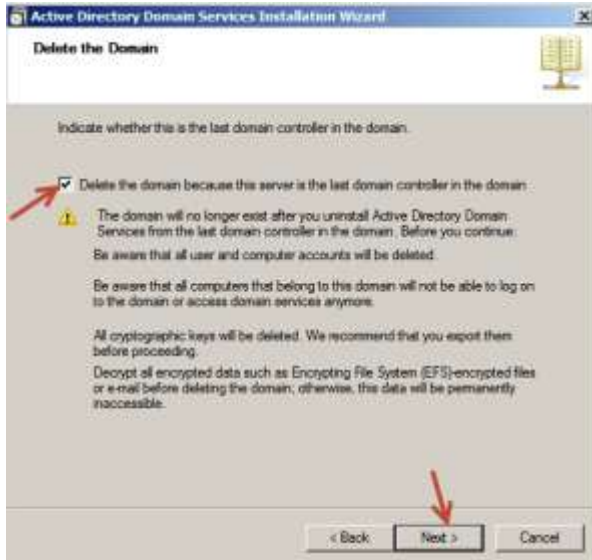 Active Directory Domain Services Installation Wizard
Delete the Domain
Indicate whether this is the last domain controller in the domain.
Delete the domain because this server is the last domain controller in the domain
The domain will no longer exist after you uninstall Active Directory Domain
Services from the last domain controller in the domain. Before you continue:
Be aware that all user and computer accounts will be deleted.
Be aware that all computers that belong to this domain will not be able to log on
to the domain or access domain services anymore.
All cryptographic keys will be deleted. We recommend that you export them
before proceeding.
Decrypt all encrypted data such as Encrypting File System (EFS)-encrypted files
or e-mail before deleting the domain; otherwise, this data will be permanently
inaccessible.
< Back
Next >
Cancel